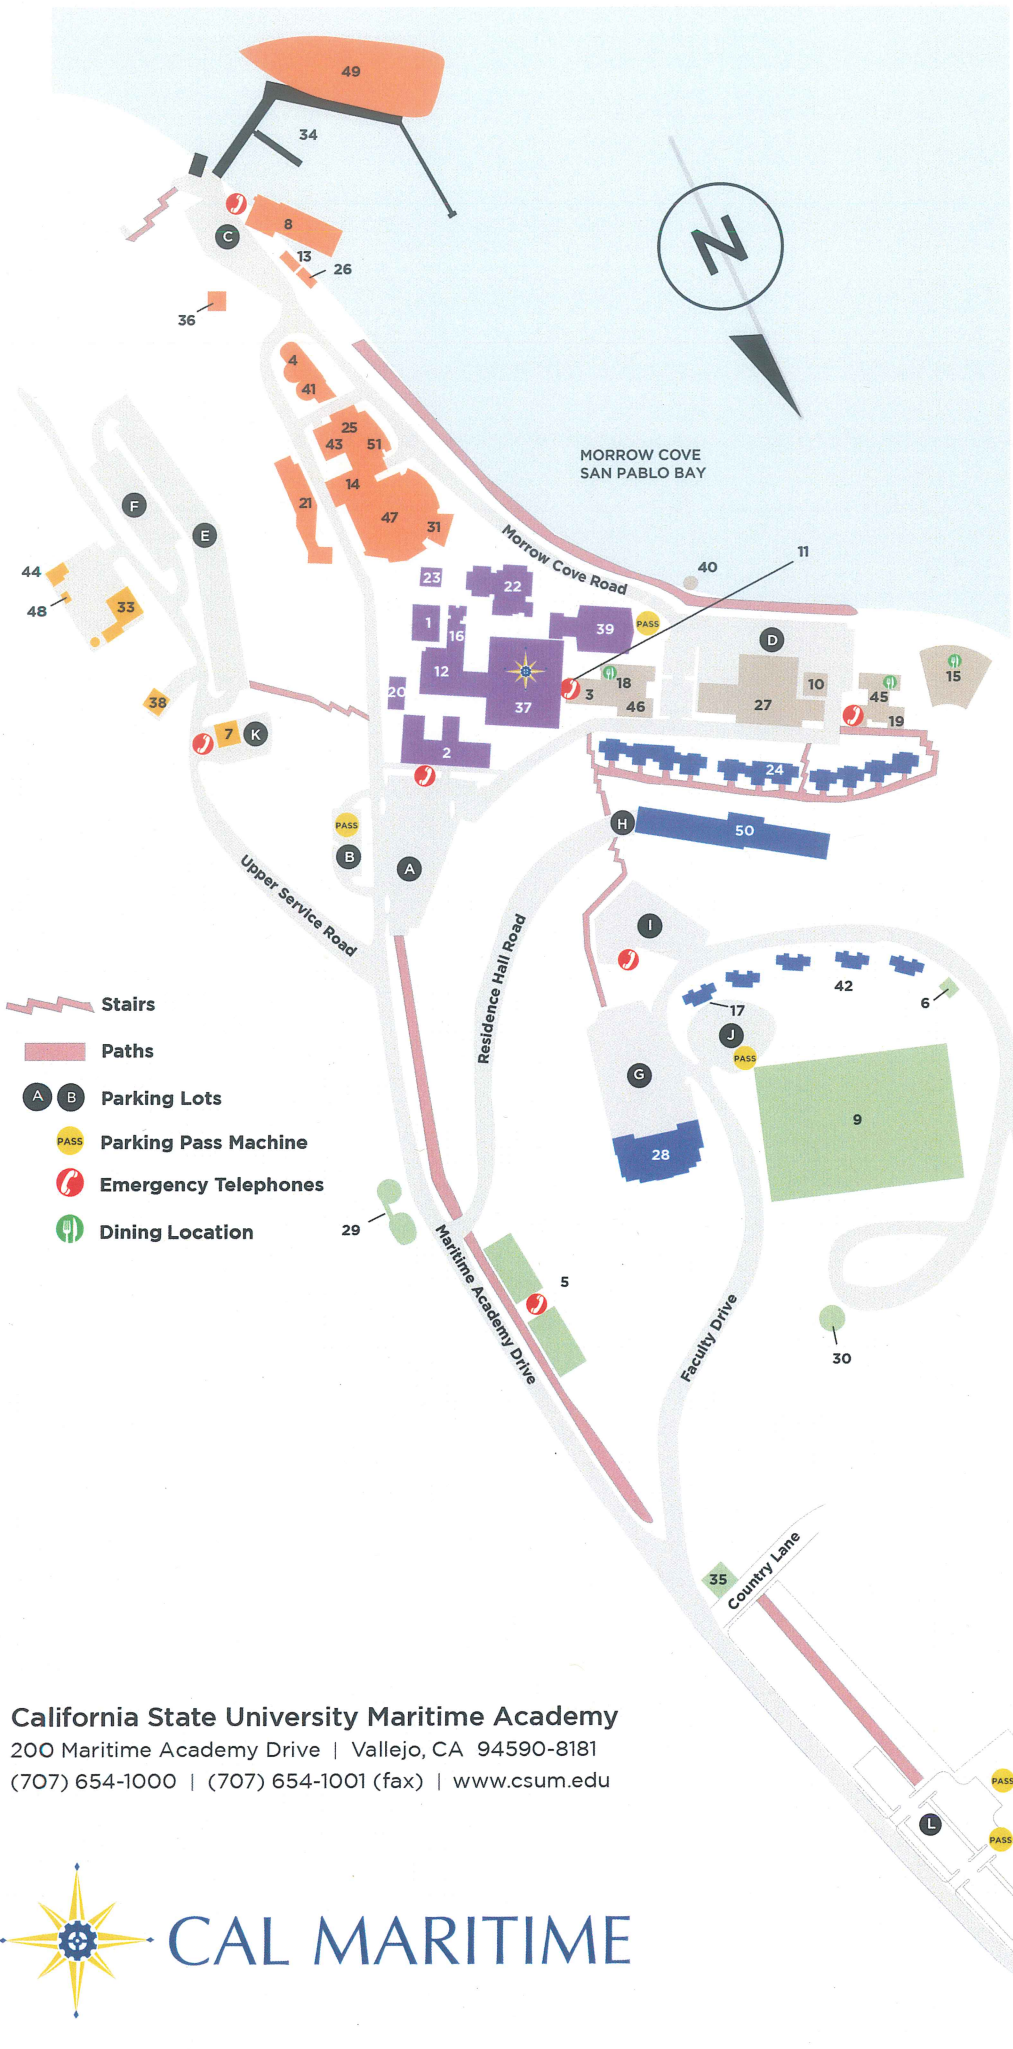 49
34
8
C
13
26
36
4
41
25
43
51
14
21
47
31
N
MORROW COVE
SAN PABLO BAY
F
E
44
48
33
38
7
K
Morrow Cove Road
11
40
23
22
1
16
39
PASS
D
12
20
37
3
18
46
27
10
45
19
15
2
24
H
50
PASS
B
A
Upper Service Road
Residence Hall Road
I
42
6
17
J
PASS
G
9
28
Stairs
Paths
A B Parking Lots
PASS Parking Pass Machine
Emergency Telephones
Dining Location
29
Maritime Academy Drive
5
Faculty Drive
30
35
Country Lane
L
PASS
PASS
California State University Maritime Academy
200 Maritime Academy Drive | Vallejo, CA 94590-8181
(707) 654-1000 | (707) 654-1001 (fax) | www.csum.edu
CAL MARITIME